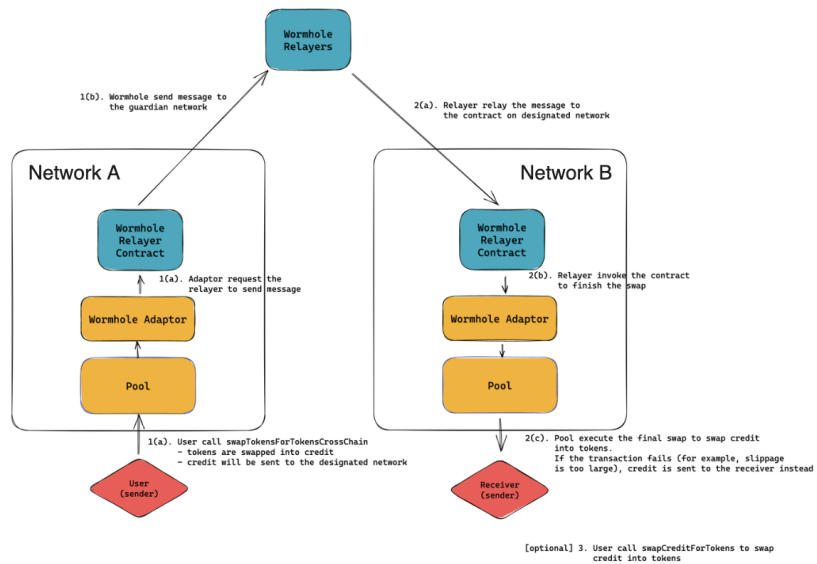 Wormhole
Relayers
1(b). Wormhole send message to
the guardian network
2(a). Relayer relay the message to
the contract on designated network
Network A
Network B
Wormhole
Relayer
Contract
Wormhole
Relayer
Contract
1(a). Adaptor request the
relayer to send message
2(b). Relayer invoke the contract
to finish the swap
Wormhole Adaptor
Wormhole Adaptor
Pool
Pool
1(a). User call swapTokensForTokensCrossChain
- tokens are swapped into credit
- credit will be sent to the designated network
2(c). Pool execute the final swap to swap credit
into tokens.
If the transaction fails (for example, slippage
is too large), credit is sent to the receiver instead
User
(sender)
Receiver
(sender)
[optional] 3. User call swapCreditForTokens to swap
credit into tokens